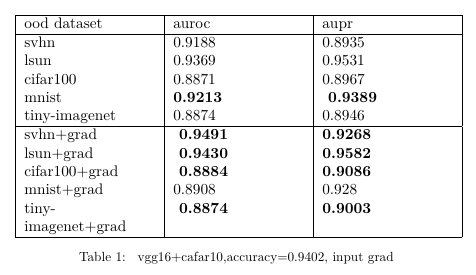 ood dataset auroc aupr
svhn 0.9188 0.8935
lsun 0.9369 0.9531
cifar100 0.8871 0.8967
mnist 0.9213 0.9389
tiny-imagenet 0.8874 0.8946
svhn+grad 0.9491 0.9268
lsun+grad 0.9430 0.9582
cifar100+grad 0.8884 0.9086
mnist+grad 0.8908 0.928
tiny- 0.8874 0.9003
imagenet+grad
Table 1: vgg16+cafar10,accuracy=0.9402, input grad